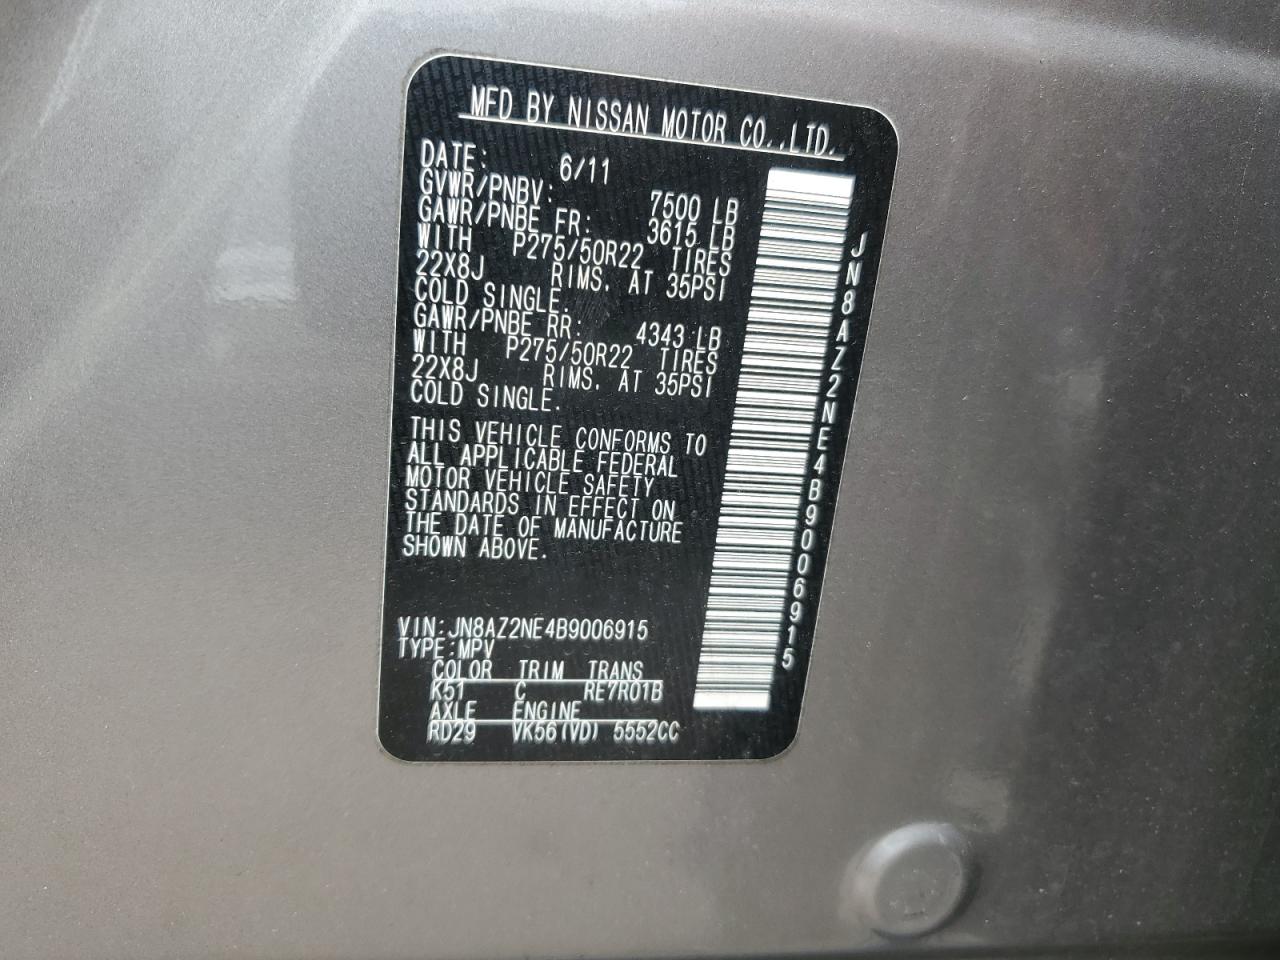 MFD BY NISSAN MOTOR CO.,LTD.
DATE: 6/11
GVWR/PNBV: 7500 LB
GAWR/PNBE FR: 3615 LB
WITH P275/50R22 TIRES
22X8J RIMS. AT 35PSI
COLD SINGLE.
GAWR/PNBE RR: 4343 LB
WITH P275/50R22 TIRES
22X8J RIMS. AT 35PSI
COLD SINGLE.
THIS VEHICLE CONFORMS TO
ALL APPLICABLE FEDERAL
MOTOR VEHICLE SAFETY
STANDARDS IN EFFECT ON
THE DATE OF MANUFACTURE
SHOWN ABOVE.
VIN:JN8AZ2NE4B9006915
TYPE:MPV
COLOR TRIM TRANS
K51 C RE7R01B
AXLE ENGINE
RD29 VK56(VD) 5552CC
JN8AZ2NE4B9006915